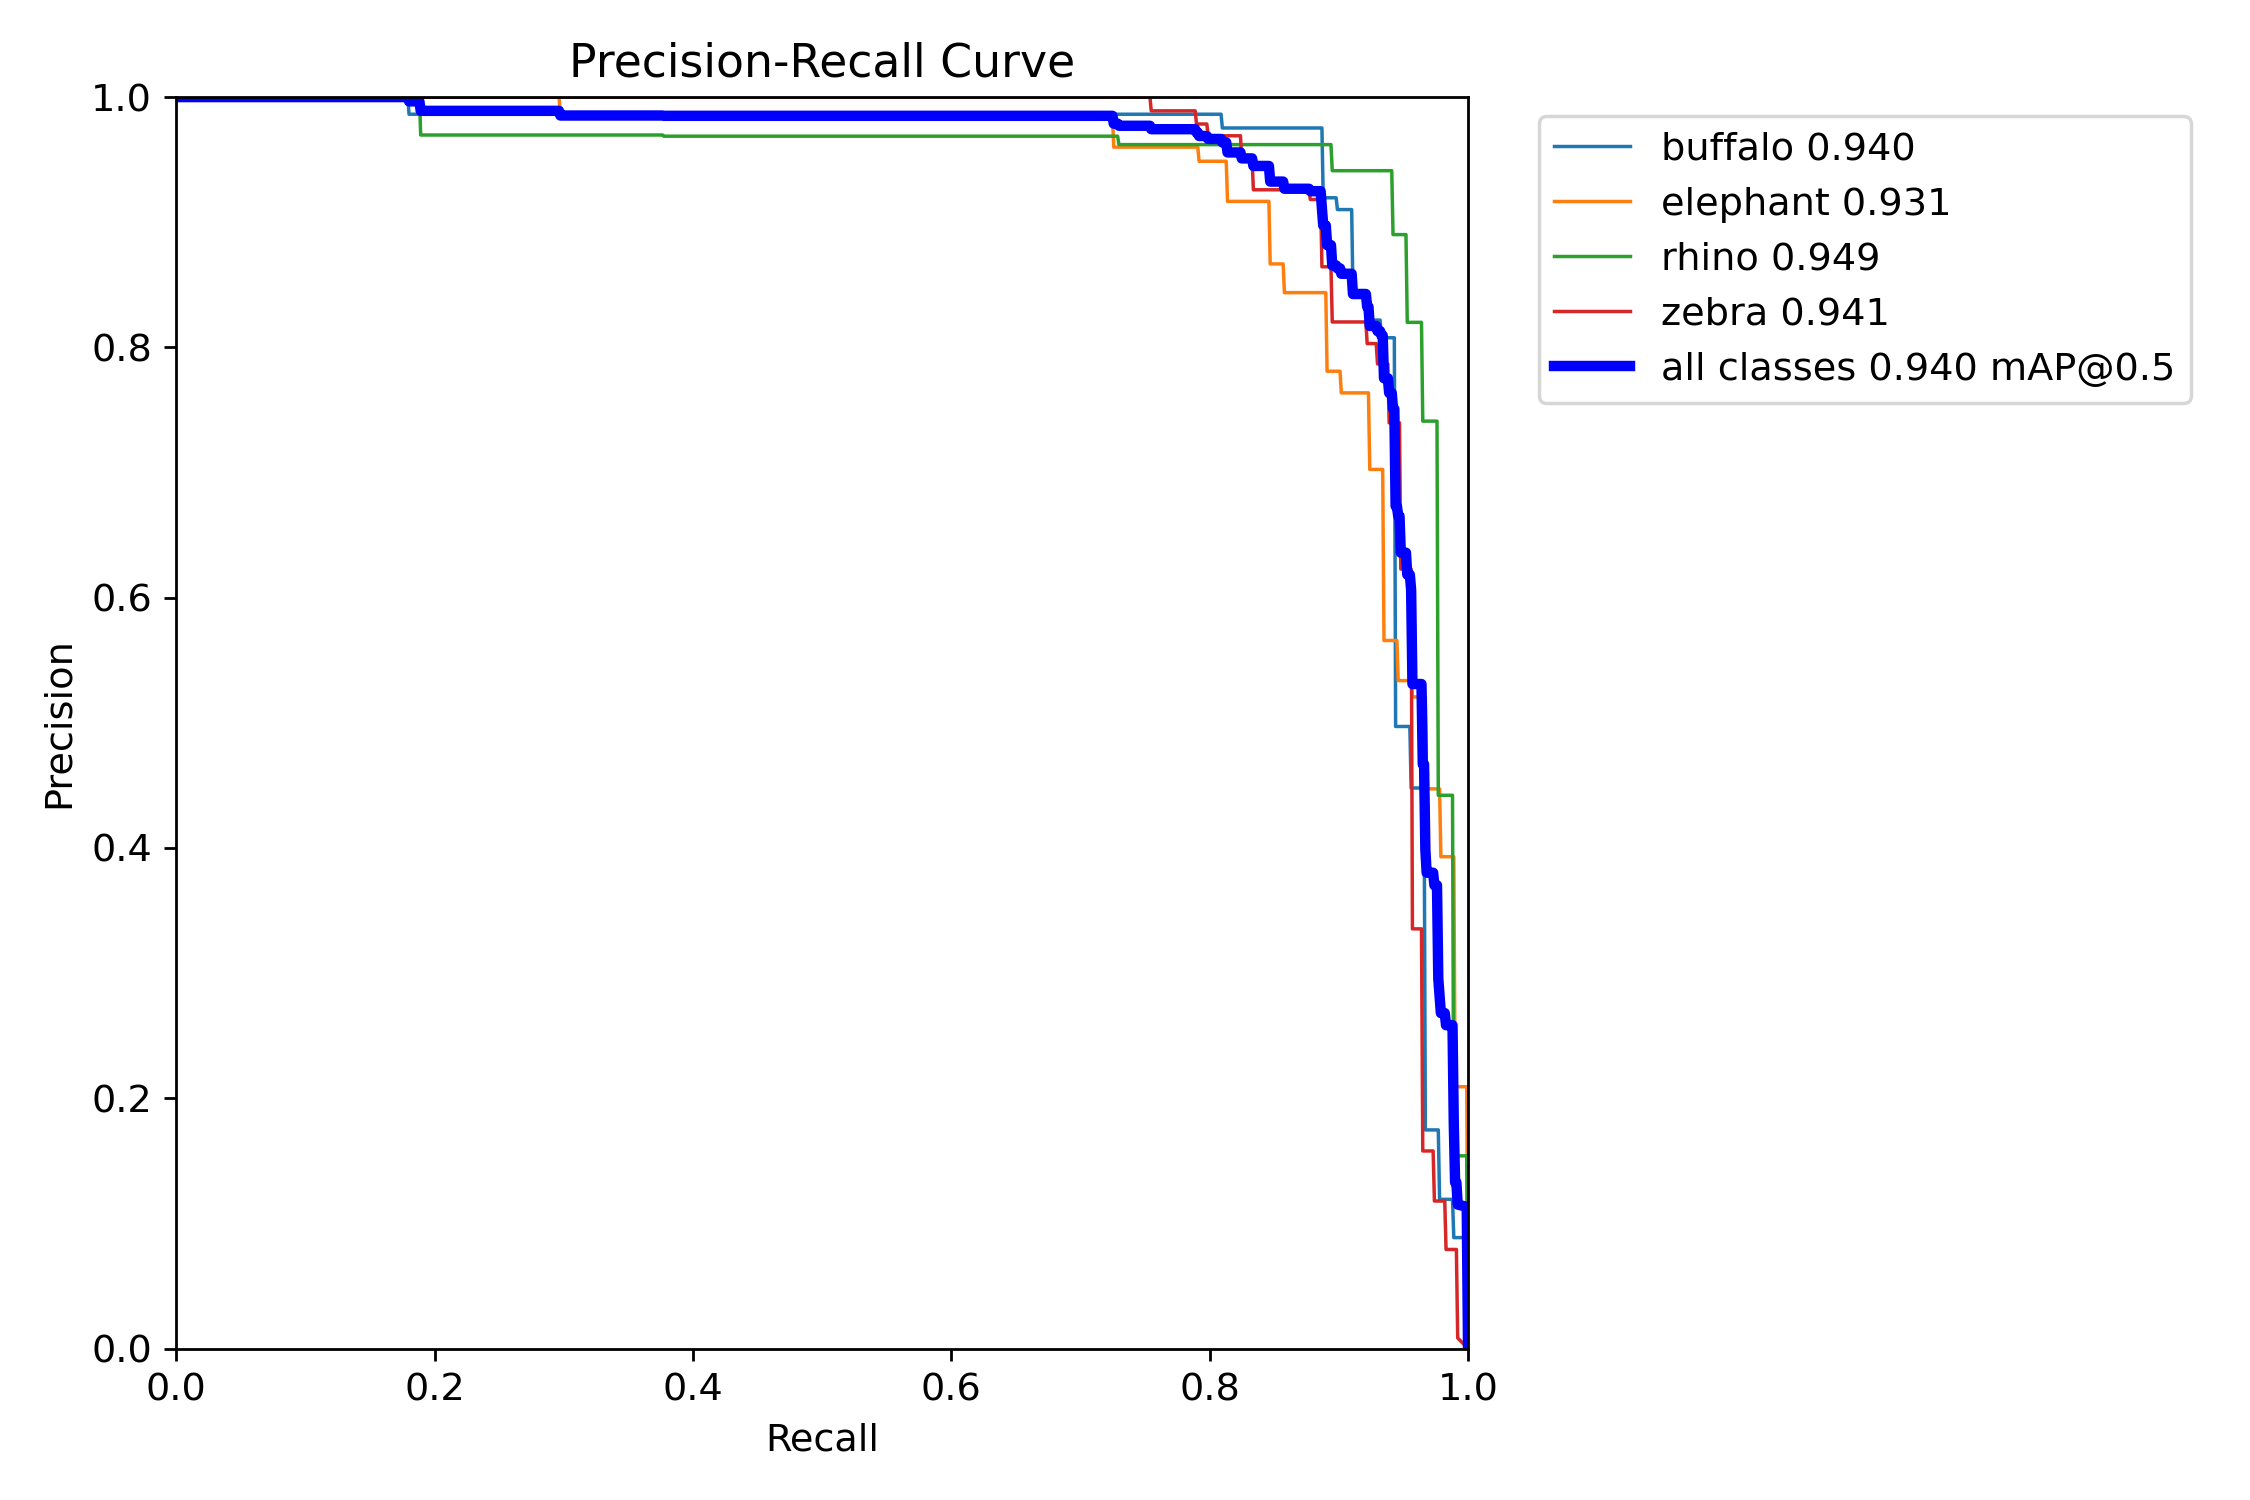 Precision-Recall Curve
1.0
0.8
0.6
0.4
0.2
0.0
Precision
0.0 0.2 0.4 0.6 0.8 1.0
Recall
buffalo 0.940
elephant 0.931
rhino 0.949
zebra 0.941
all classes 0.940 mAP@0.5